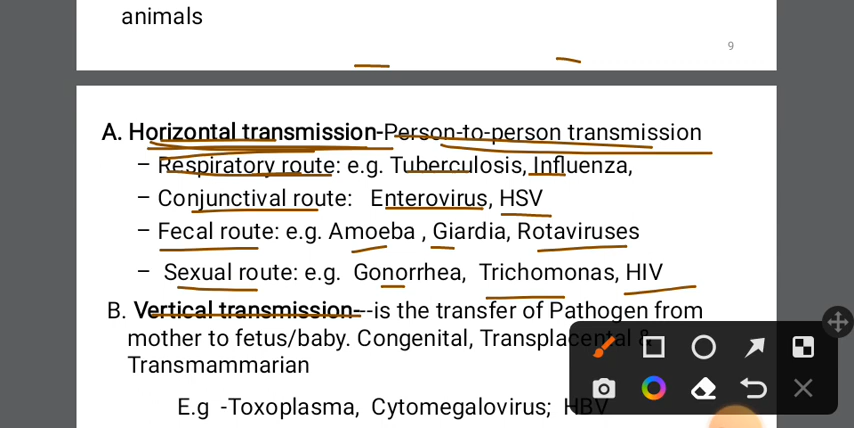 animals
9
A. Horizontal transmission-Person-to-person transmission
– Respiratory route: e.g. Tuberculosis, Influenza,
– Conjunctival route: Enterovirus, HSV
– Fecal route: e.g. Amoeba , Giardia, Rotaviruses
– Sexual route: e.g. Gonorrhea, Trichomonas, HIV
B. Vertical transmission---is the transfer of Pathogen from
mother to fetus/baby. Congenital, Transplacental &
Transmammarian
E.g -Toxoplasma, Cytomegalovirus; HBV